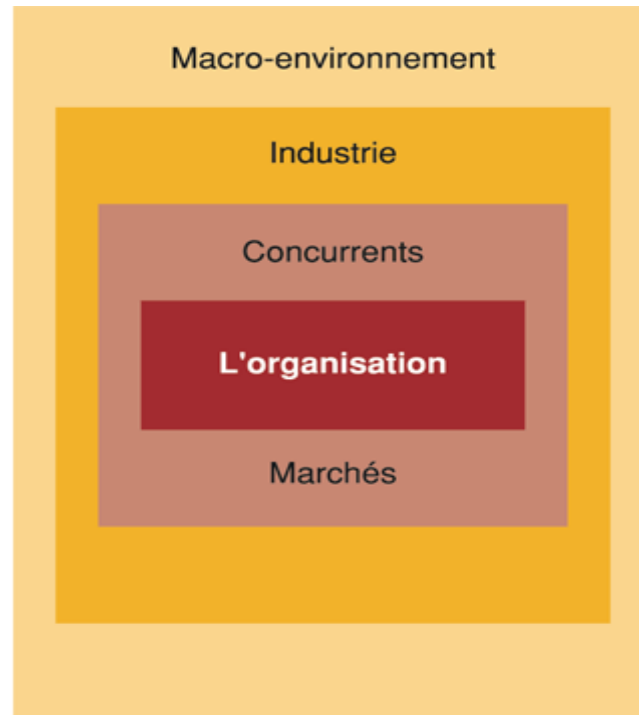 Macro-environnement
Industrie
Concurrents
L'organisation
Marchés